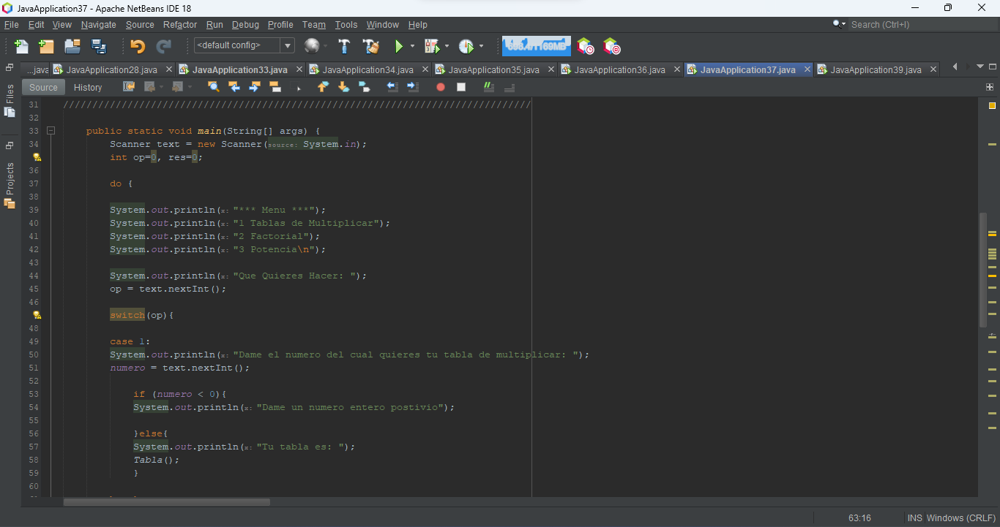 JavaApplication37 - Apache NetBeans IDE 18
File Edit View Navigate Source Refactor Run Debug Profile Team Tools Window Help
Search (Ctrl+I)
<default config>
...java JavaApplication28.java JavaApplication33.java JavaApplication34.java JavaApplication35.java JavaApplication36.java JavaApplication37.java JavaApplication39.java
Source History
Files
Projects
31 ////////////////////////////////////////////////////////////////////////////////
32
33 public static void main(String[] args) {
34 Scanner text = new Scanner(source: System.in);
int op=0, res=0;
36
37 do {
38
39 System.out.println(x: "*** Menu ***");
40 System.out.println(x: "1 Tablas de Multiplicar");
41 System.out.println(x: "2 Factorial");
42 System.out.println(x: "3 Potencia\n");
43
44 System.out.println(x: "Que Quieres Hacer: ");
45 op = text.nextInt();
46
switch(op){
48
49 case 1:
50 System.out.println(x: "Dame el numero del cual quieres tu tabla de multiplicar: ");
51 numero = text.nextInt();
52
53 if (numero < 0){
54 System.out.println(x: "Dame un numero entero postivio");
55
56 }else{
57 System.out.println(x: "Tu tabla es: ");
58 Tabla();
59 }
60
63:16 INS Windows (CRLF)